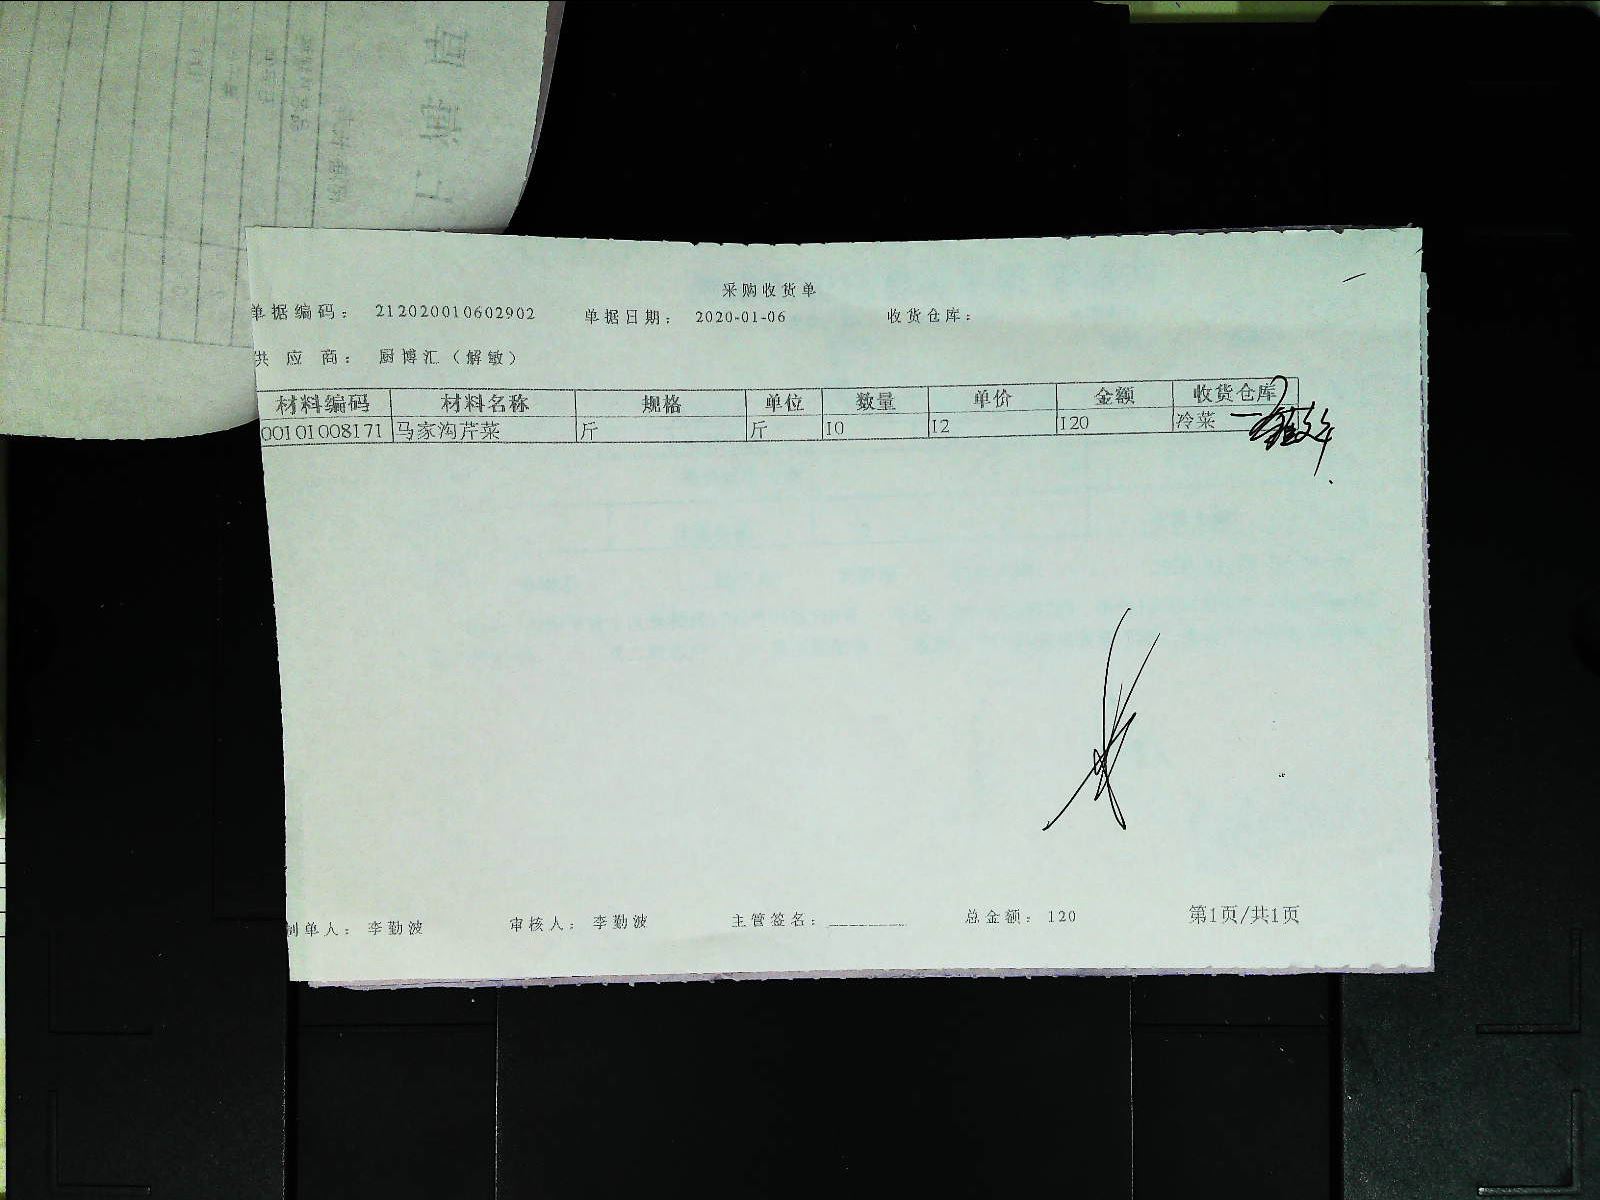 采购收货单
单据编码： 212020010602902 单据日期： 2020-01-06 收货仓库：
供 应 商： 厨博汇（解敏）
材料编码 材料名称 规格 单位 数量 单价 金额 收货仓库
00101008171 马家沟芹菜 斤 斤 10 12 120 冷菜
制单人： 李勤波 审核人： 李勤波 主管签名： 总金额： 120 第1页/共1页